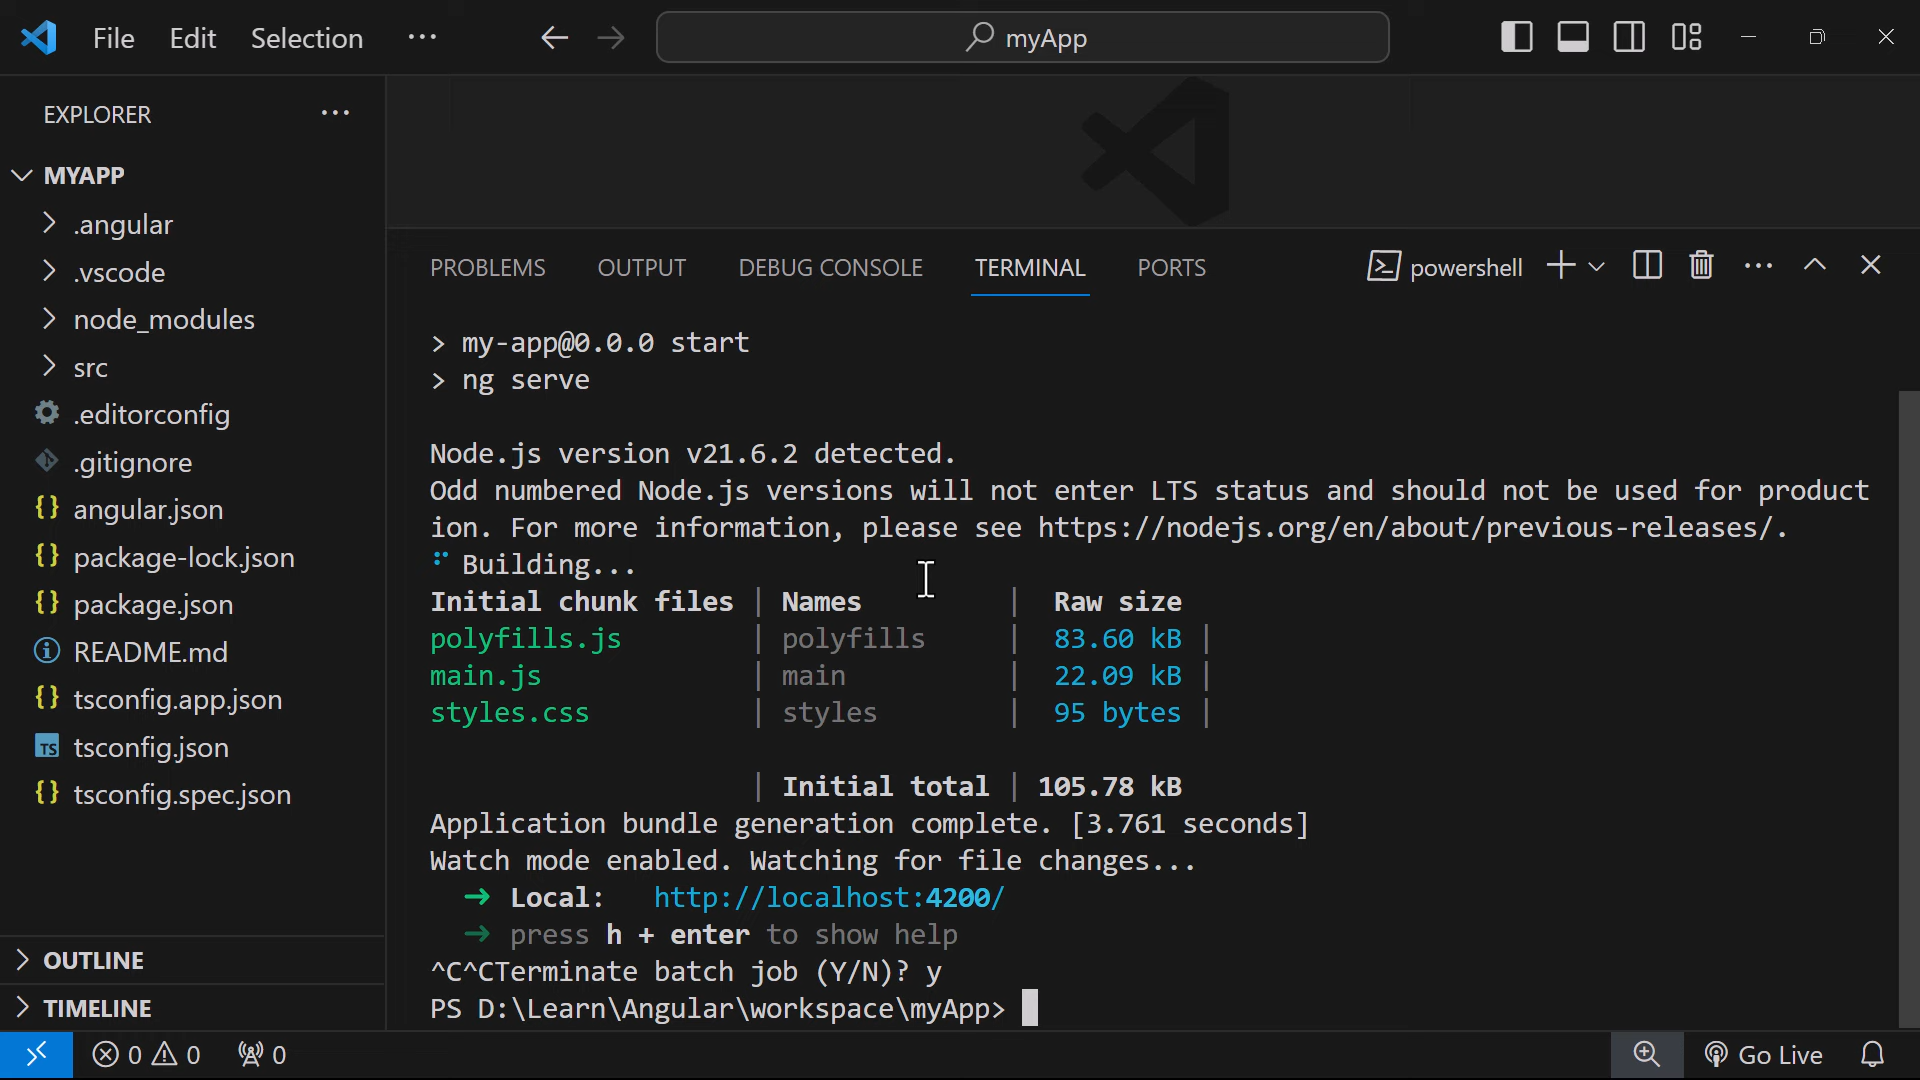 File Edit Selection ···
myApp
EXPLORER ···
MYAPP
.angular
.vscode
node_modules
src
.editorconfig
.gitignore
angular.json
package-lock.json
package.json
README.md
tsconfig.app.json
TS tsconfig.json
tsconfig.spec.json
OUTLINE
TIMELINE
PROBLEMS OUTPUT DEBUG CONSOLE TERMINAL PORTS powershell
> my-app@0.0.0 start
> ng serve
Node.js version v21.6.2 detected.
Odd numbered Node.js versions will not enter LTS status and should not be used for product
ion. For more information, please see https://nodejs.org/en/about/previous-releases/.
⠋ Building...
Initial chunk files | Names | Raw size
polyfills.js | polyfills | 83.60 kB |
main.js | main | 22.09 kB |
styles.css | styles | 95 bytes |
| Initial total | 105.78 kB
Application bundle generation complete. [3.761 seconds]
Watch mode enabled. Watching for file changes...
➜ Local: http://localhost:4200/
➜ press h + enter to show help
^C^CTerminate batch job (Y/N)? y
PS D:\Learn\Angular\workspace\myApp>
0 0 0 Go Live